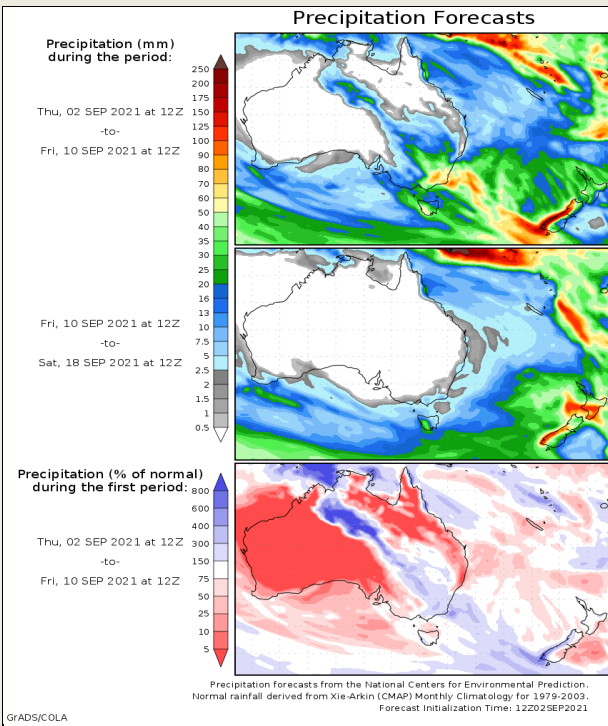 Precipitation Forecasts
Precipitation (mm)
during the period:
Thu, 02 SEP 2021 at 12Z
-to-
Fri, 10 SEP 2021 at 12Z
250
200
175
150
125
100
90
80
70
60
50
40
35
30
25
20
16
13
10
7.5
5
2.5
2
1.5
1
0.5
Fri, 10 SEP 2021 at 12Z
-to-
Sat, 18 SEP 2021 at 12Z
Precipitation (% of normal)
during the first period:
Thu, 02 SEP 2021 at 12Z
-to-
Fri, 10 SEP 2021 at 12Z
800
600
400
300
150
75
50
25
10
5
Precipitation forecasts from the National Centers for Environmental Prediction.
Normal rainfall derived from Xie-Arkin (CMAP) Monthly Climatology for 1979-2003.
Forecast Initialization Time: 12Z02SEP2021
GrADS/COLA